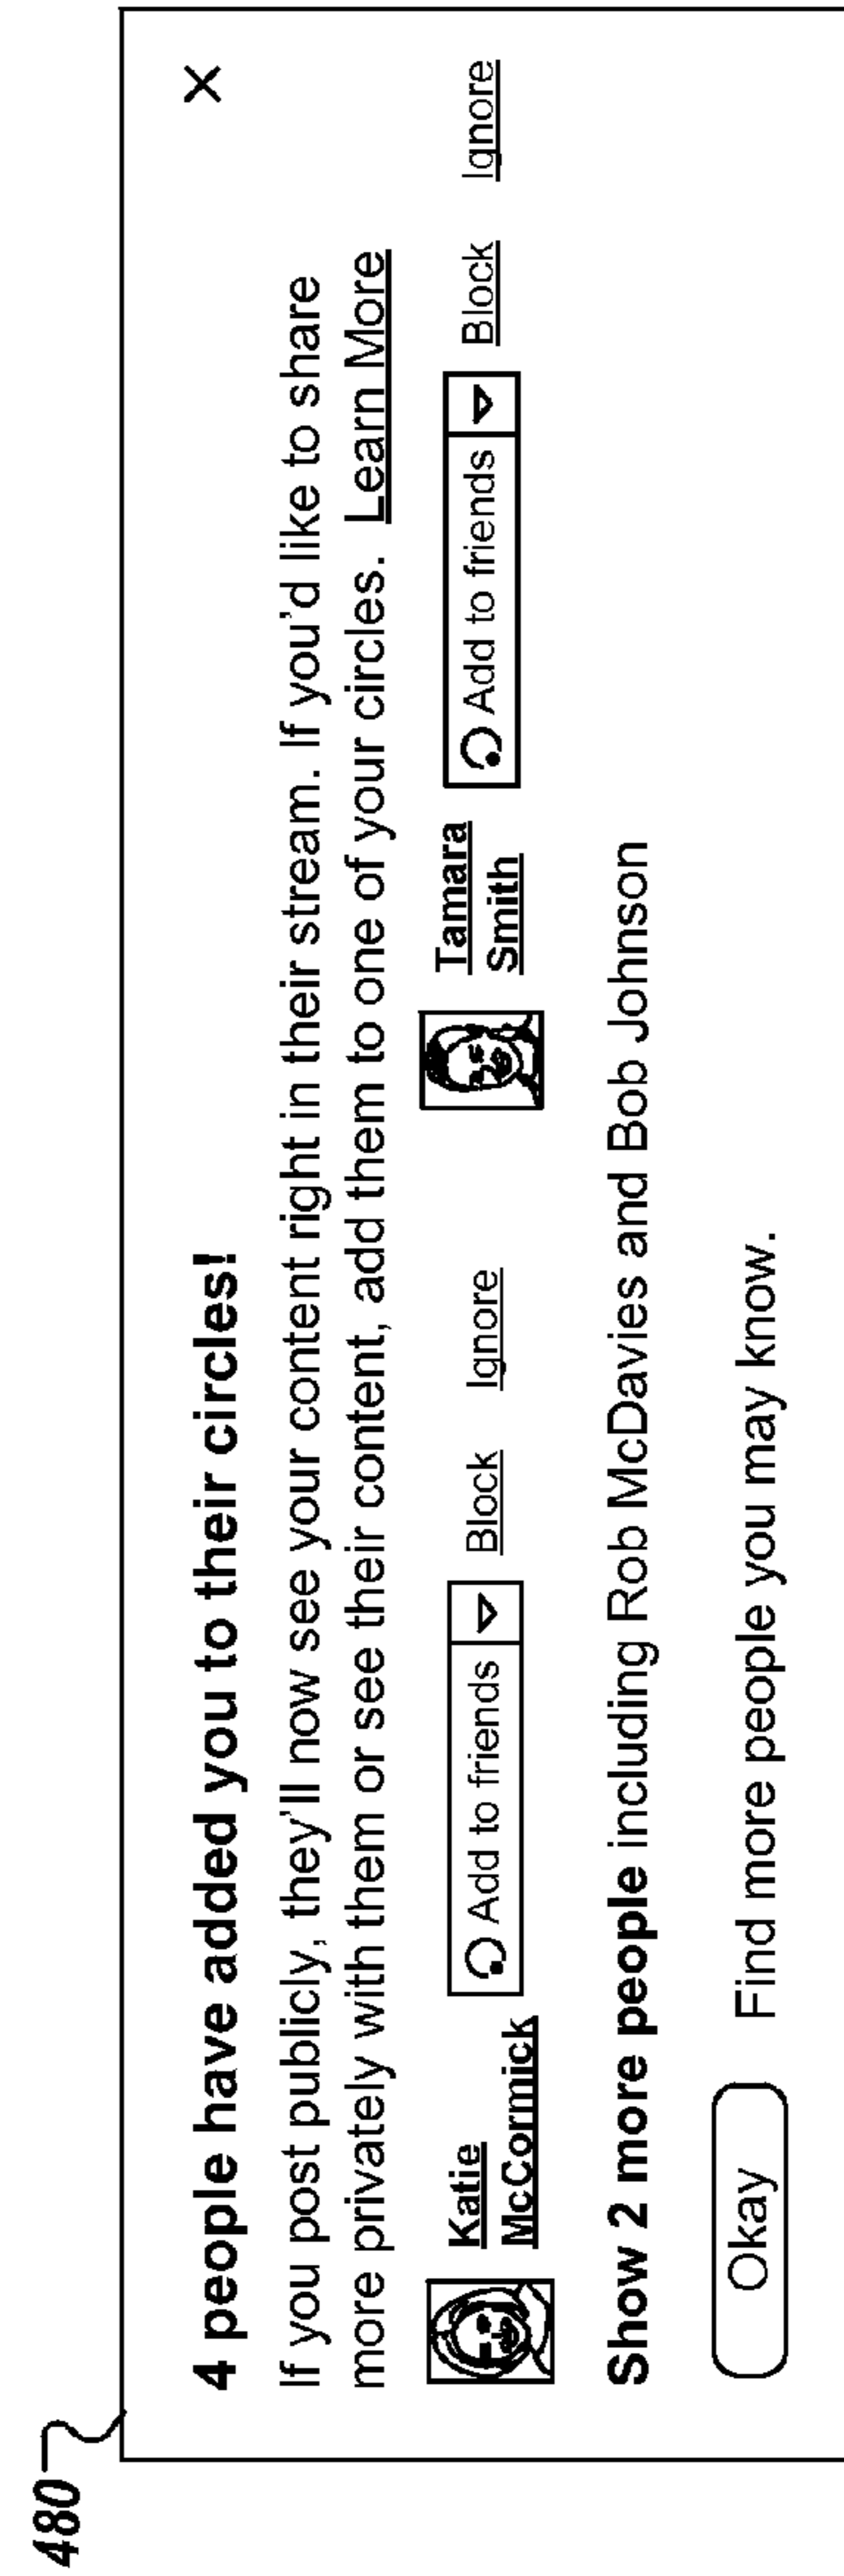 480
X
4 people have added you to their circles!
If you post publicly, they'll now see your content right in their stream. If you'd like to share
more privately with them or see their content, add them to one of your circles. Learn More
Katie
McCormick
Add to friends
Block
Ignore
Tamara
Smith
Add to friends
Block
Ignore
Show 2 more people including Rob McDavies and Bob Johnson
Okay
Find more people you may know.